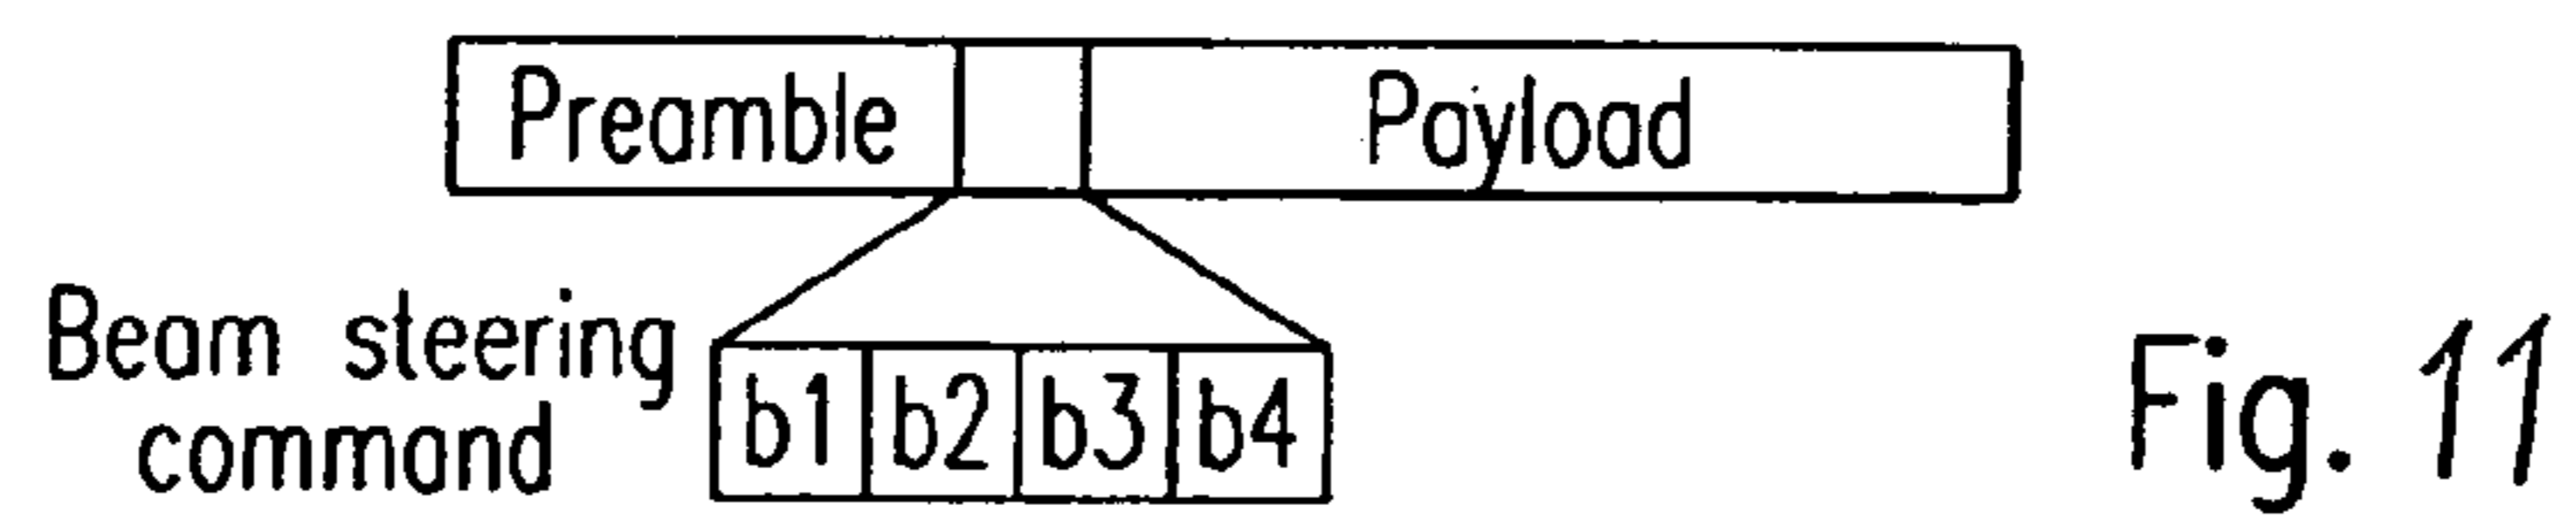 Preamble Payload
Beam steering
command
b1 b2 b3 b4
Fig. 11